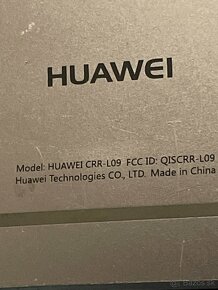 HUAWEI
Model: HUAWEI CRR-L09 FCC ID: QISCRR-L09
Huawei Technologies CO., LTD. Made in China